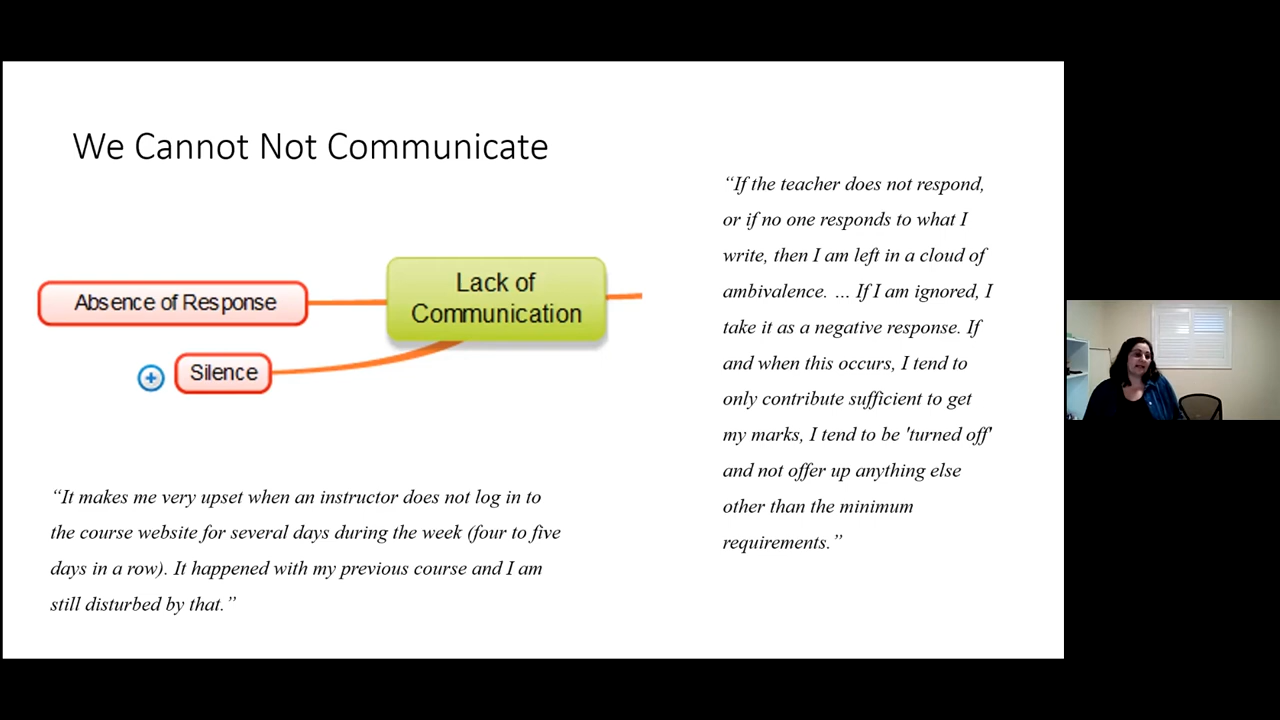 We Cannot Not Communicate
Absence of Response
Lack of
Communication
Silence
“It makes me very upset when an instructor does not log in to
the course website for several days during the week (four to five
days in a row). It happened with my previous course and I am
still disturbed by that.”
“If the teacher does not respond,
or if no one responds to what I
write, then I am left in a cloud of
ambivalence. … If I am ignored, I
take it as a negative response. If
and when this occurs, I tend to
only contribute sufficient to get
my marks, I tend to be 'turned off'
and not offer up anything else
other than the minimum
requirements.”